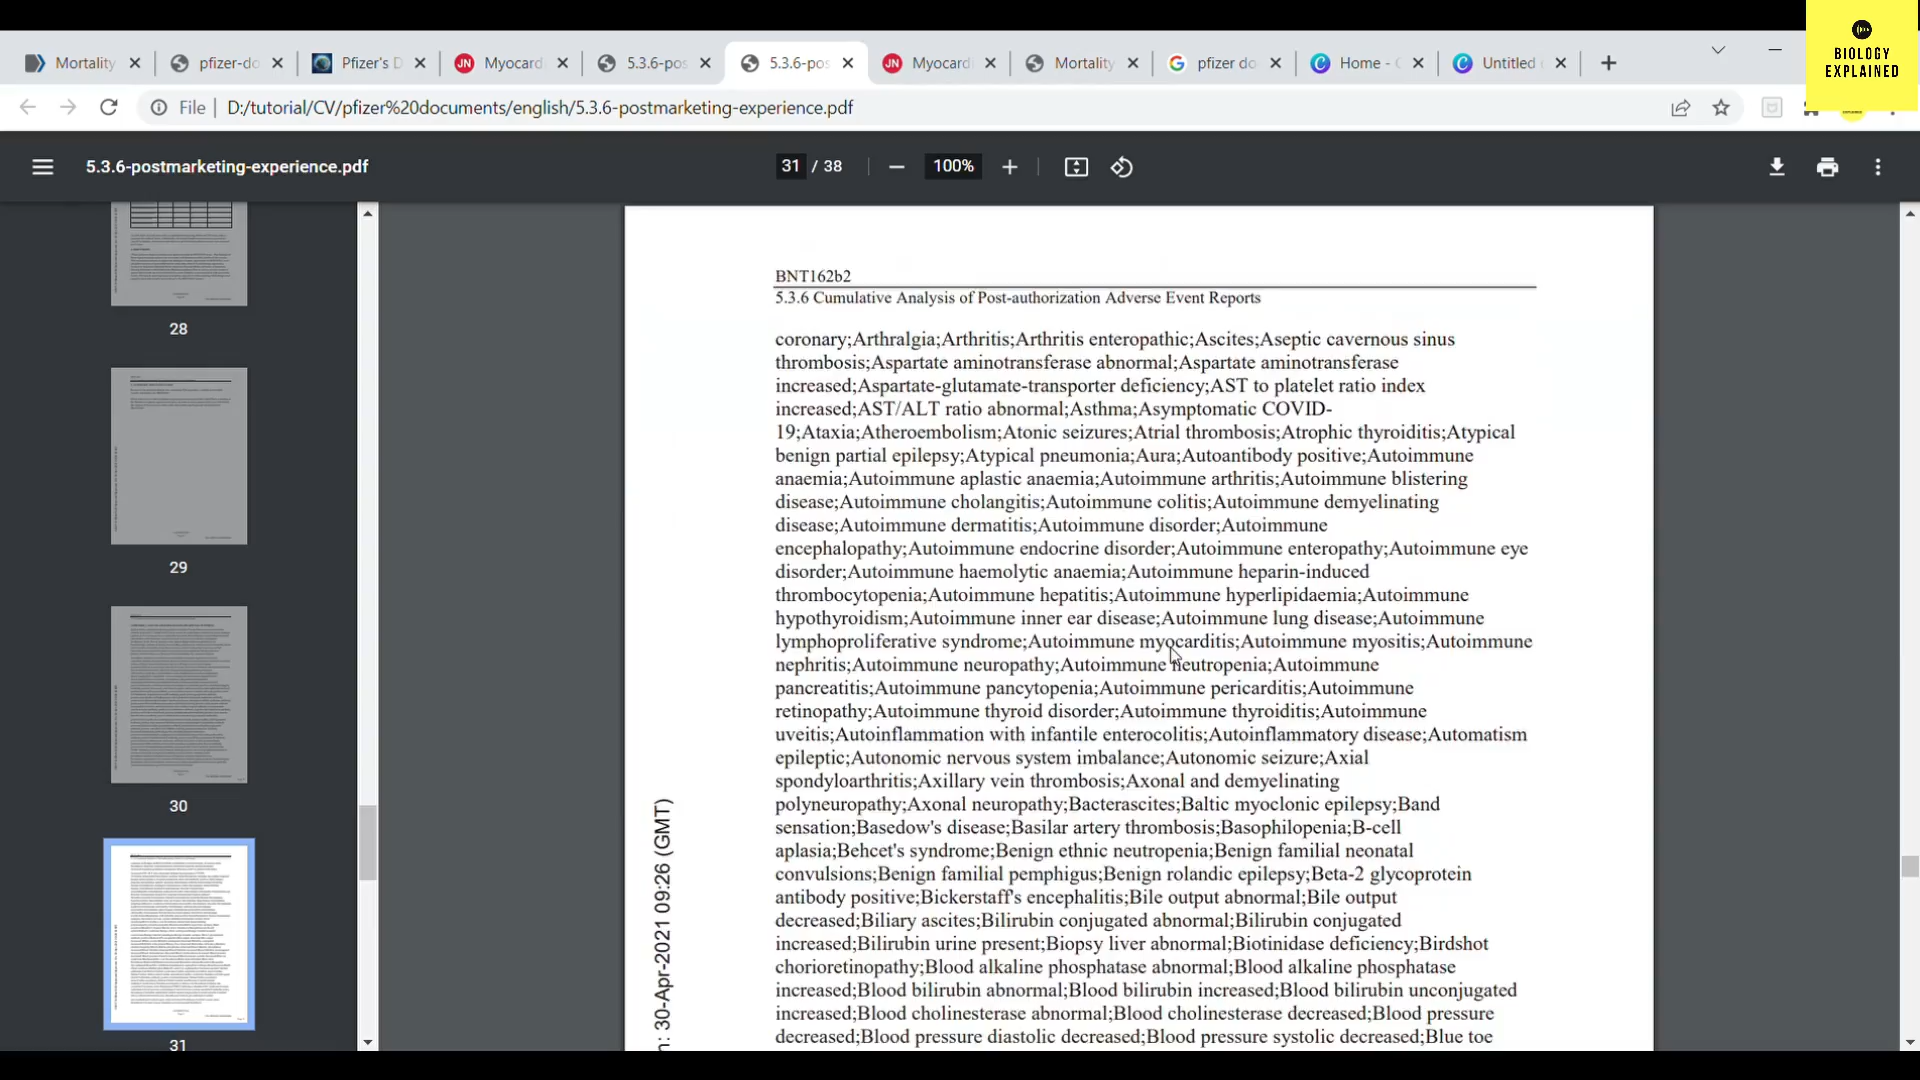 Mortality
pfizer-do
Pfizer's D
JN Myocard
5.3.6-pos
5.3.6-pos
JN Myocard
Mortality
pfizer do
Home -
Untitled
BIOLOGY
EXPLAINED
File | D:/tutorial/CV/pfizer%20documents/english/5.3.6-postmarketing-experience.pdf
5.3.6-postmarketing-experience.pdf
31 / 38
100%
28
29
30
31
BNT162b2
5.3.6 Cumulative Analysis of Post-authorization Adverse Event Reports
coronary;Arthralgia;Arthritis;Arthritis enteropathic;Ascites;Aseptic cavernous sinus
thrombosis;Aspartate aminotransferase abnormal;Aspartate aminotransferase
increased;Aspartate-glutamate-transporter deficiency;AST to platelet ratio index
increased;AST/ALT ratio abnormal;Asthma;Asymptomatic COVID-
19;Ataxia;Atheroembolism;Atonic seizures;Atrial thrombosis;Atrophic thyroiditis;Atypical
benign partial epilepsy;Atypical pneumonia;Aura;Autoantibody positive;Autoimmune
anaemia;Autoimmune aplastic anaemia;Autoimmune arthritis;Autoimmune blistering
disease;Autoimmune cholangitis;Autoimmune colitis;Autoimmune demyelinating
disease;Autoimmune dermatitis;Autoimmune disorder;Autoimmune
encephalopathy;Autoimmune endocrine disorder;Autoimmune enteropathy;Autoimmune eye
disorder;Autoimmune haemolytic anaemia;Autoimmune heparin-induced
thrombocytopenia;Autoimmune hepatitis;Autoimmune hyperlipidaemia;Autoimmune
hypothyroidism;Autoimmune inner ear disease;Autoimmune lung disease;Autoimmune
lymphoproliferative syndrome;Autoimmune myocarditis;Autoimmune myositis;Autoimmune
nephritis;Autoimmune neuropathy;Autoimmune neutropenia;Autoimmune
pancreatitis;Autoimmune pancytopenia;Autoimmune pericarditis;Autoimmune
retinopathy;Autoimmune thyroid disorder;Autoimmune thyroiditis;Autoimmune
uveitis;Autoinflammation with infantile enterocolitis;Autoinflammatory disease;Automatism
epileptic;Autonomic nervous system imbalance;Autonomic seizure;Axial
spondyloarthritis;Axillary vein thrombosis;Axonal and demyelinating
polyneuropathy;Axonal neuropathy;Bacterascites;Baltic myoclonic epilepsy;Band
sensation;Basedow's disease;Basilar artery thrombosis;Basophilopenia;B-cell
aplasia;Behcet's syndrome;Benign ethnic neutropenia;Benign familial neonatal
convulsions;Benign familial pemphigus;Benign rolandic epilepsy;Beta-2 glycoprotein
antibody positive;Bickerstaff's encephalitis;Bile output abnormal;Bile output
decreased;Biliary ascites;Bilirubin conjugated abnormal;Bilirubin conjugated
increased;Bilirubin urine present;Biopsy liver abnormal;Biotinidase deficiency;Birdshot
chorioretinopathy;Blood alkaline phosphatase abnormal;Blood alkaline phosphatase
increased;Blood bilirubin abnormal;Blood bilirubin increased;Blood bilirubin unconjugated
increased;Blood cholinesterase abnormal;Blood cholinesterase decreased;Blood pressure
decreased;Blood pressure diastolic decreased;Blood pressure systolic decreased;Blue toe
n: 30-Apr-2021 09:26 (GMT)